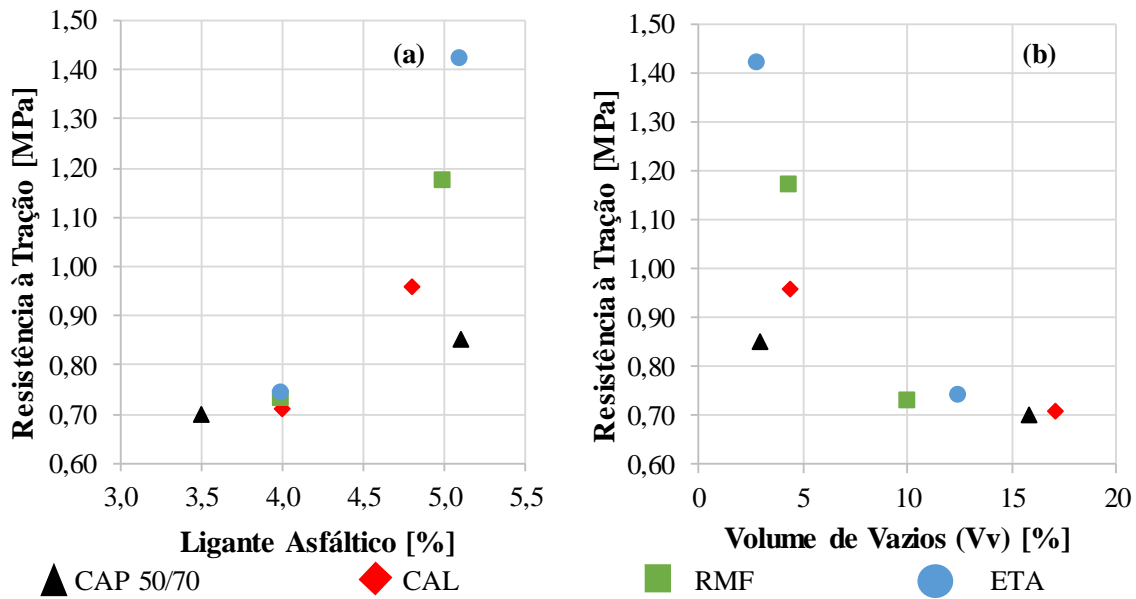 Resistência à Tração [MPa]
1,50
1,40
1,30
1,20
1,10
1,00
0,90
0,80
0,70
0,60
(a)
3,0 3,5 4,0 4,5 5,0 5,5
Ligante Asfáltico [%]
Resistência à Tração [MPa]
1,50
1,40
1,30
1,20
1,10
1,00
0,90
0,80
0,70
0,60
(b)
0 5 10 15 20
Volume de Vazios (Vv) [%]
CAP 50/70 CAL RMF ETA